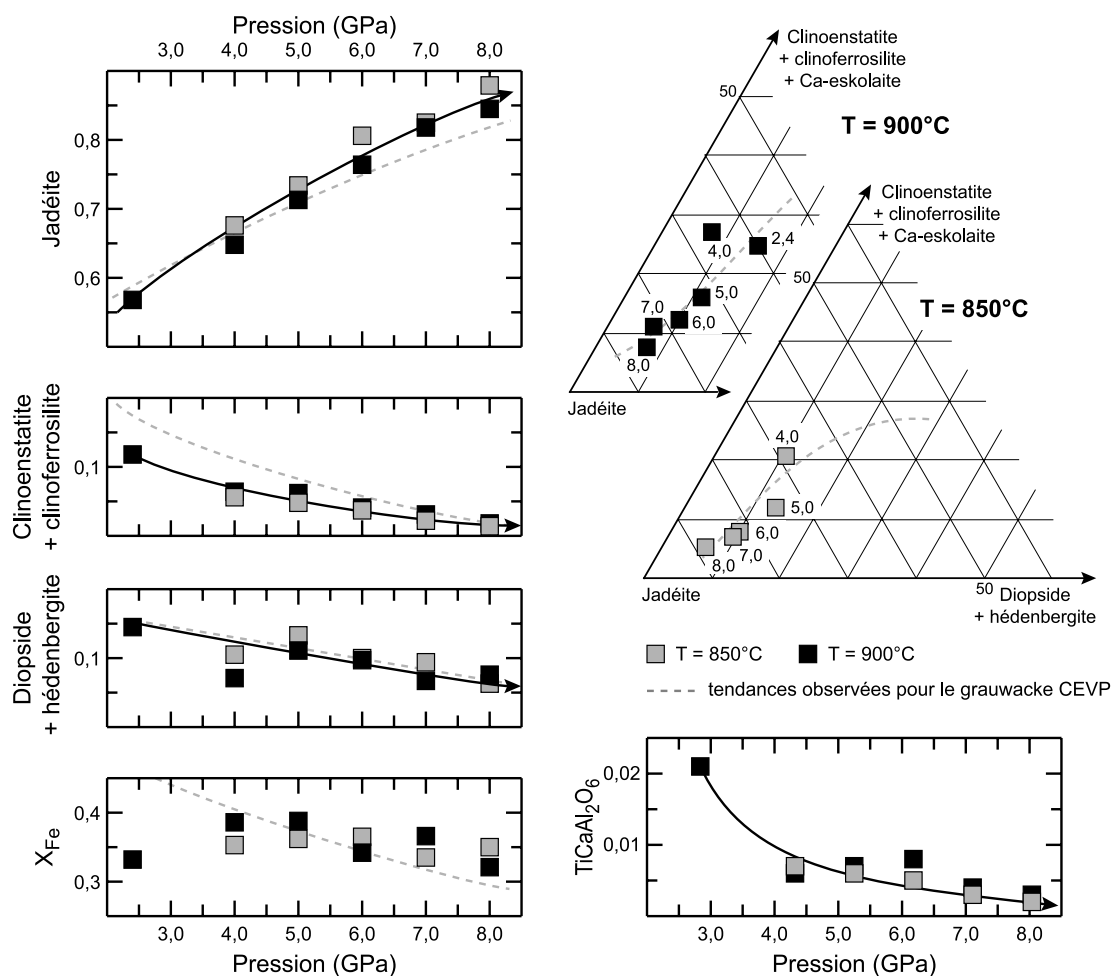 Pression (GPa)
3,0 4,0 5,0 6,0 7,0 8,0
Jadéite
0,8
0,7
0,6
Clinoenstatite
+ clinoferrosilite
0,1
Diopside
+ hédenbergite
0,1
X_Fe
0,4
0,3
3,0 4,0 5,0 6,0 7,0 8,0
Pression (GPa)
Clinoenstatite
+ clinoferrosilite
+ Ca-eskolaite
50
T = 900°C
4,0
2,4
5,0
6,0
7,0
8,0
Jadéite
Clinoenstatite
+ clinoferrosilite
+ Ca-eskolaite
50
T = 850°C
4,0
5,0
6,0
7,0
8,0
Jadéite
50
Diopside
+ hédenbergite
T = 850°C T = 900°C
tendances observées pour le grauwacke CEVP
TiCaAl₂O₆
0,02
0,01
3,0 4,0 5,0 6,0 7,0 8,0
Pression (GPa)